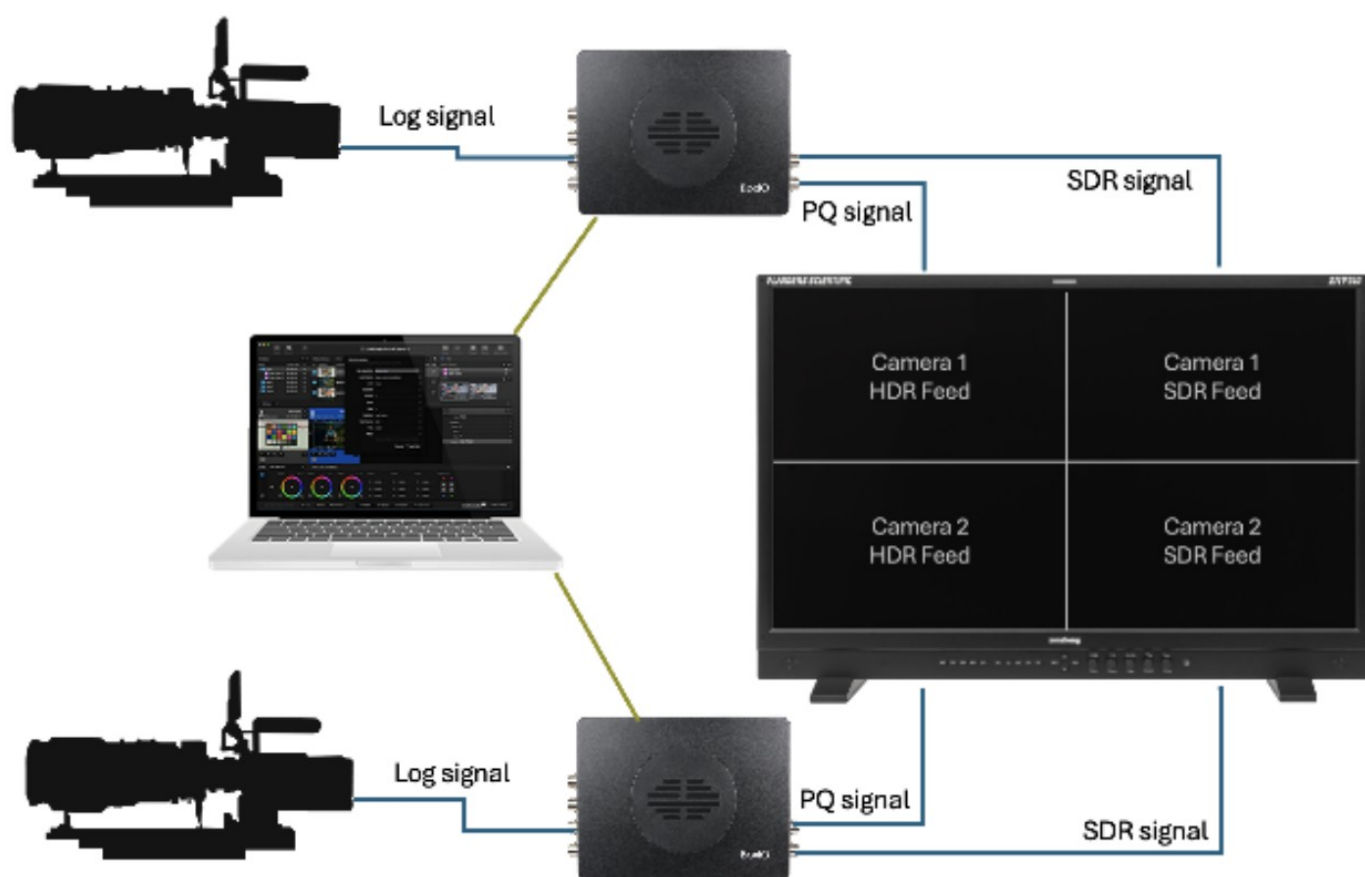 Log signal
SDR signal
PQ signal
Camera 1
HDR Feed
Camera 1
SDR Feed
Camera 2
HDR Feed
Camera 2
SDR Feed
Log signal
PQ signal
SDR signal